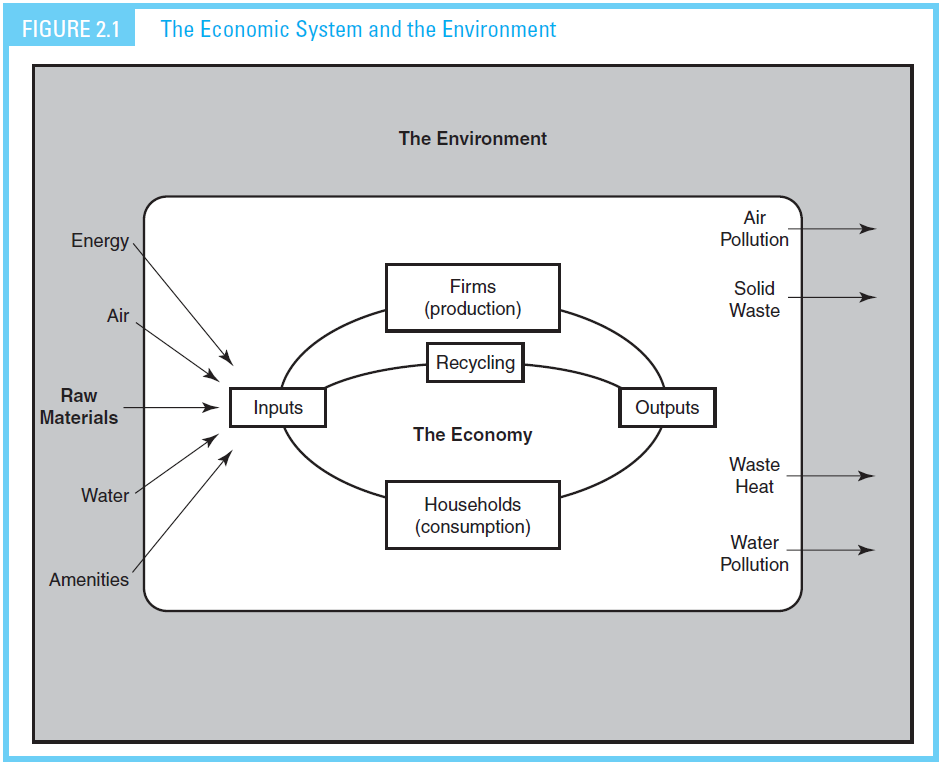 FIGURE 2.1
The Economic System and the Environment
The Environment
Energy
Air
Raw
Materials
Water
Amenities
Firms
(production)
Recycling
Inputs
Outputs
The Economy
Households
(consumption)
Air
Pollution
Solid
Waste
Waste
Heat
Water
Pollution